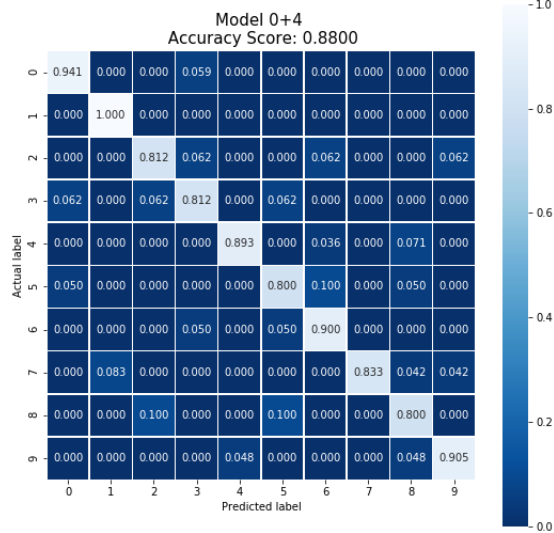 Model 0+4
Accuracy Score: 0.8800
1.0
0 0.941 0.000 0.000 0.059 0.000 0.000 0.000 0.000 0.000 0.000
1 0.000 1.000 0.000 0.000 0.000 0.000 0.000 0.000 0.000 0.000
0.8
2 0.000 0.000 0.812 0.062 0.000 0.000 0.062 0.000 0.000 0.062
3 0.062 0.000 0.062 0.812 0.000 0.062 0.000 0.000 0.000 0.000
0.6
4 0.000 0.000 0.000 0.000 0.893 0.000 0.036 0.000 0.071 0.000
Actual label
5 0.050 0.000 0.000 0.000 0.000 0.800 0.100 0.000 0.050 0.000
0.4
6 0.000 0.000 0.000 0.050 0.000 0.050 0.900 0.000 0.000 0.000
7 0.000 0.083 0.000 0.000 0.000 0.000 0.000 0.833 0.042 0.042
0.2
8 0.000 0.000 0.100 0.000 0.000 0.100 0.000 0.000 0.800 0.000
9 0.000 0.000 0.000 0.000 0.048 0.000 0.000 0.000 0.048 0.905
0 1 2 3 4 5 6 7 8 9
Predicted label
0.0